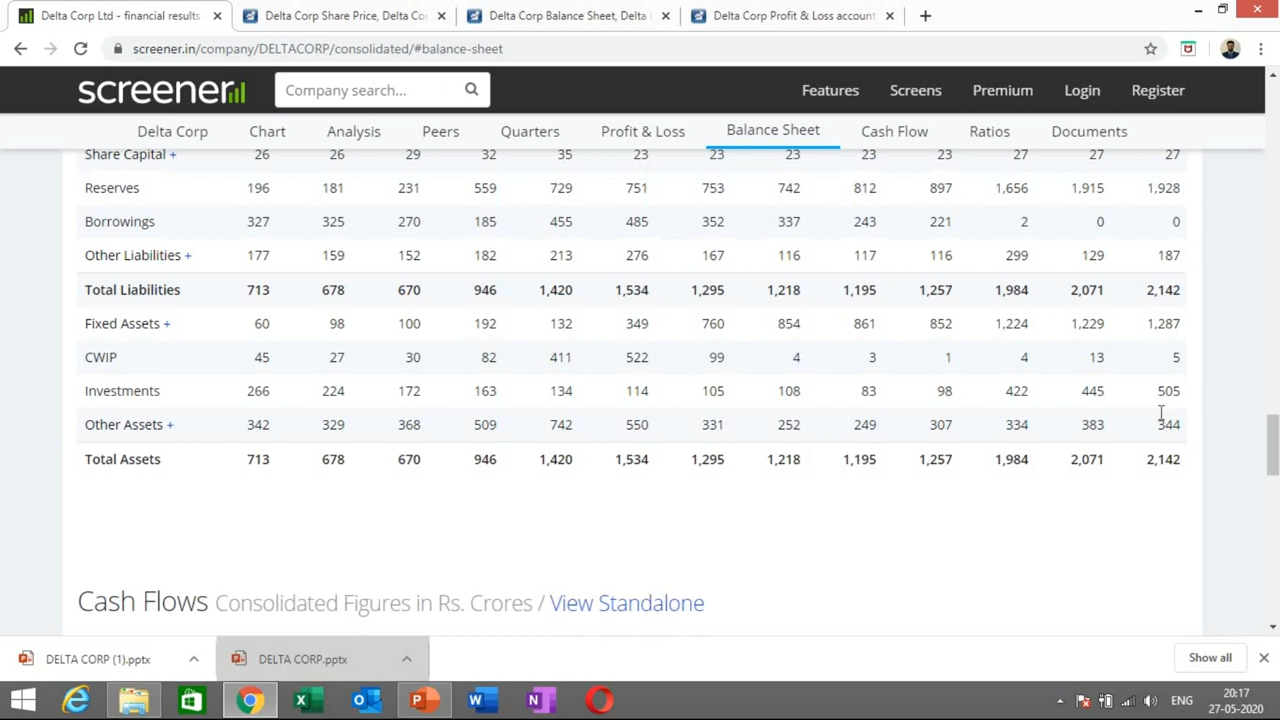 Delta Corp Ltd - financial results
Delta Corp Share Price, Delta Co
Delta Corp Balance Sheet, Delta
Delta Corp Profit & Loss account
screener.in/company/DELTACORP/consolidated/#balance-sheet
screener
Company search...
Features Screens Premium Login Register
Delta Corp Chart Analysis Peers Quarters Profit & Loss Balance Sheet Cash Flow Ratios Documents
Share Capital + 26 26 29 32 35 23 23 23 23 23 27 27 27
Reserves 196 181 231 559 729 751 753 742 812 897 1,656 1,915 1,928
Borrowings 327 325 270 185 455 485 352 337 243 221 2 0 0
Other Liabilities + 177 159 152 182 213 276 167 116 117 116 299 129 187
Total Liabilities 713 678 670 946 1,420 1,534 1,295 1,218 1,195 1,257 1,984 2,071 2,142
Fixed Assets + 60 98 100 192 132 349 760 854 861 852 1,224 1,229 1,287
CWIP 45 27 30 82 411 522 99 4 3 1 4 13 5
Investments 266 224 172 163 134 114 105 108 83 98 422 445 505
Other Assets + 342 329 368 509 742 550 331 252 249 307 334 383 344
Total Assets 713 678 670 946 1,420 1,534 1,295 1,218 1,195 1,257 1,984 2,071 2,142
Cash Flows Consolidated Figures in Rs. Crores / View Standalone
DELTA CORP (1).pptx
DELTA CORP.pptx
Show all
ENG
20:17
27-05-2020